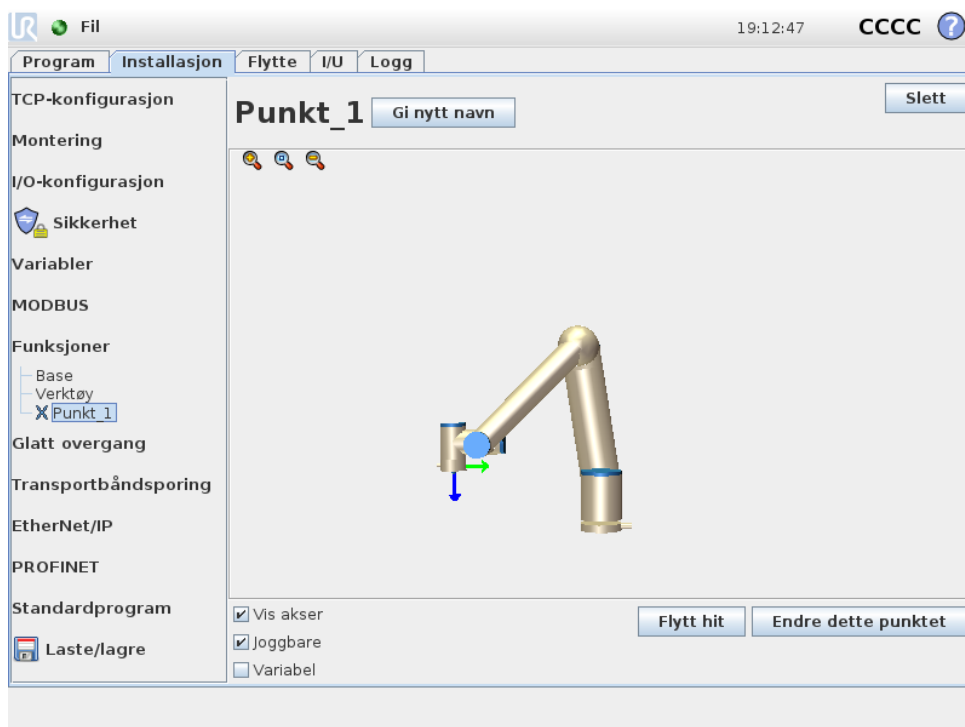 UR Fil 19:12:47 CCCC ?
Program Installasjon Flytte I/U Logg
TCP-konfigurasjon
Montering
I/O-konfigurasjon
Sikkerhet
Variabler
MODBUS
Funksjoner
Base
Verktøy
Punkt_1
Glatt overgang
Transportbåndsporing
EtherNet/IP
PROFINET
Standardprogram
Laste/lagre
Punkt_1 Gi nytt navn Slett
Vis akser
Joggbare
Variabel
Flytt hit Endre dette punktet